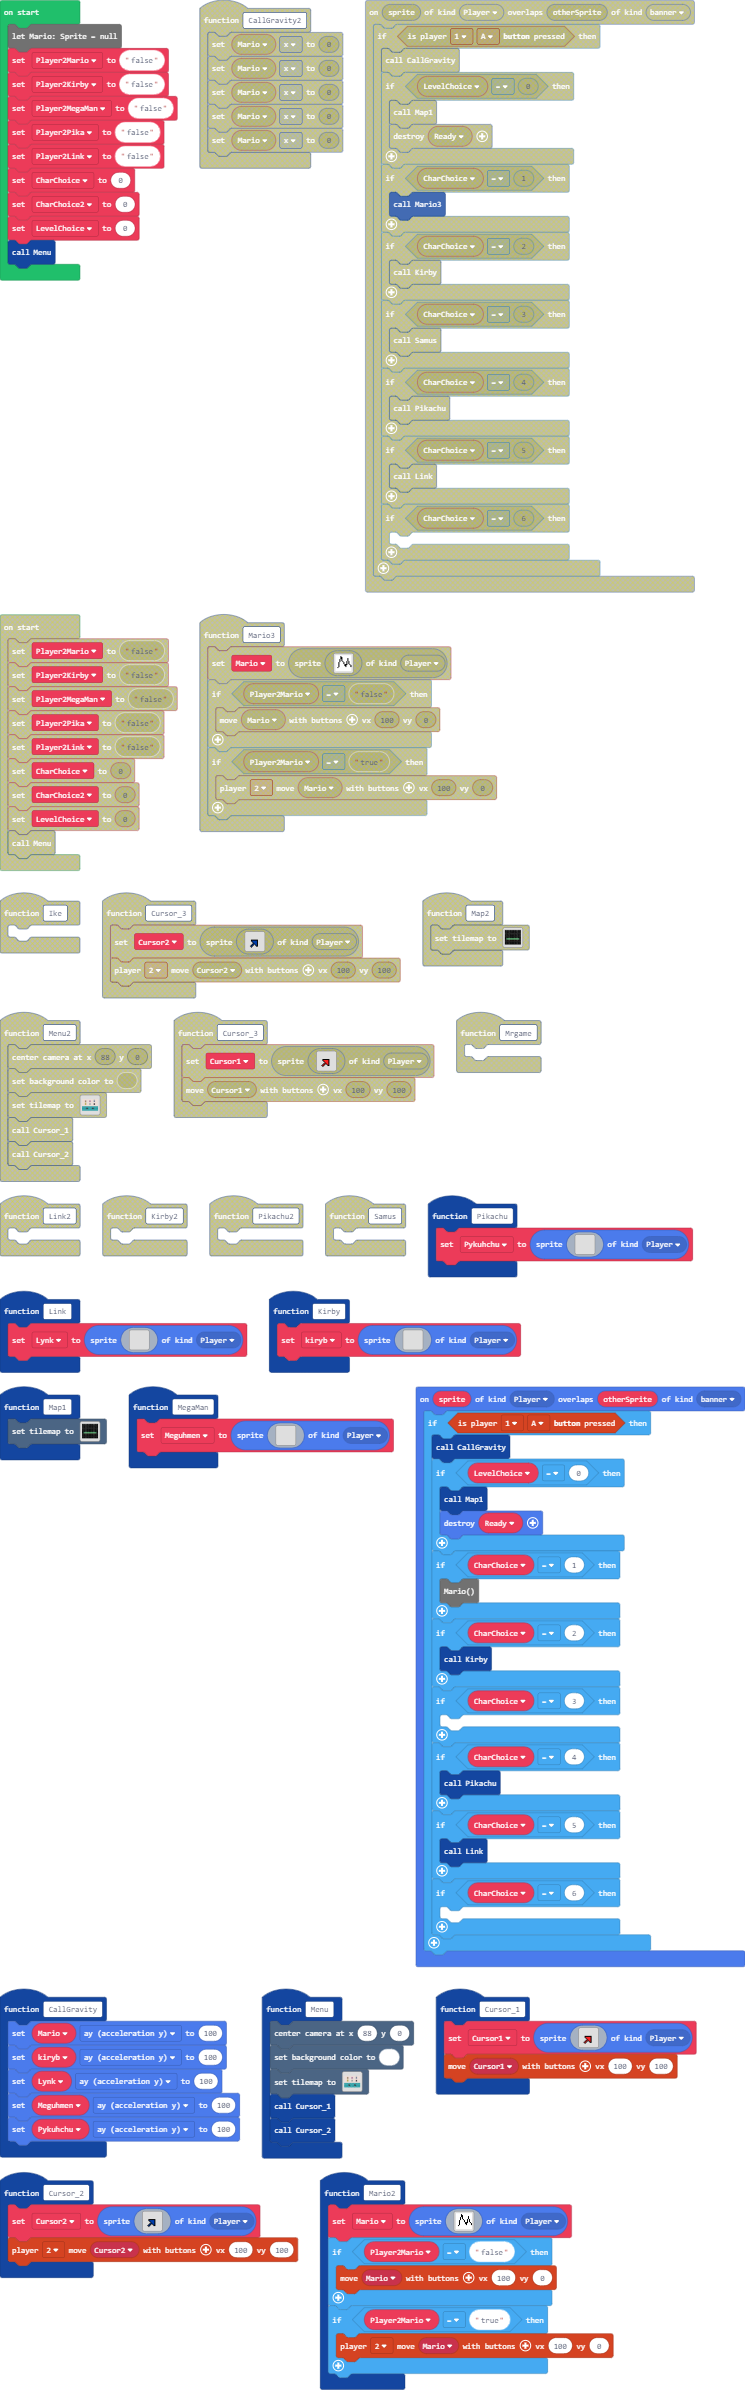 on start
let Mario: Sprite = null
set Player2Mario to "false"
set Player2Kirby to "false"
set Player2MegaMan to "false"
set Player2Pika to "false"
set Player2Link to "false"
set CharChoice to 0
set CharChoice2 to 0
set LevelChoice to 0
call Menu
function CallGravity2
set Mario x to 0
set Mario x to 0
set Mario x to 0
set Mario x to 0
set Mario x to 0
on sprite of kind Player overlaps otherSprite of kind banner
if is player 1 A button pressed then
call CallGravity
if LevelChoice = 0 then
call Map1
destroy Ready
if CharChoice = 1 then
call Mario3
if CharChoice = 2 then
call Kirby
if CharChoice = 3 then
call Samus
if CharChoice = 4 then
call Pikachu
if CharChoice = 5 then
call Link
if CharChoice = 6 then
on start
set Player2Mario to "false"
set Player2Kirby to "false"
set Player2MegaMan to "false"
set Player2Pika to "false"
set Player2Link to "false"
set CharChoice to 0
set CharChoice2 to 0
set LevelChoice to 0
call Menu
function Mario3
set Mario to sprite of kind Player
if Player2Mario = "false" then
move Mario with buttons vx 100 vy 0
if Player2Mario = "true" then
player 2 move Mario with buttons vx 100 vy 0
function Ike
function Cursor_3
set Cursor2 to sprite of kind Player
player 2 move Cursor2 with buttons vx 100 vy 100
function Map2
set tilemap to
function Menu2
center camera at x 88 y 0
set background color to
set tilemap to
call Cursor_1
call Cursor_2
function Cursor_3
set Cursor1 to sprite of kind Player
move Cursor1 with buttons vx 100 vy 100
function Mrgame
function Link2
function Kirby2
function Pikachu2
function Samus
function Pikachu
set Pykuhchu to sprite of kind Player
function Link
set Lynk to sprite of kind Player
function Kirby
set kiryb to sprite of kind Player
function Map1
set tilemap to
function MegaMan
set Meguhmen to sprite of kind Player
on sprite of kind Player overlaps otherSprite of kind banner
if is player 1 A button pressed then
call CallGravity
if LevelChoice = 0 then
call Map1
destroy Ready
if CharChoice = 1 then
Mario()
if CharChoice = 2 then
call Kirby
if CharChoice = 3 then
if CharChoice = 4 then
call Pikachu
if CharChoice = 5 then
call Link
if CharChoice = 6 then
function CallGravity
set Mario ay (acceleration y) to 100
set kiryb ay (acceleration y) to 100
set Lynk ay (acceleration y) to 100
set Meguhmen ay (acceleration y) to 100
set Pykuhchu ay (acceleration y) to 100
function Menu
center camera at x 88 y 0
set background color to
set tilemap to
call Cursor_1
call Cursor_2
function Cursor_1
set Cursor1 to sprite of kind Player
move Cursor1 with buttons vx 100 vy 100
function Cursor_2
set Cursor2 to sprite of kind Player
player 2 move Cursor2 with buttons vx 100 vy 100
function Mario2
set Mario to sprite of kind Player
if Player2Mario = "false" then
move Mario with buttons vx 100 vy 0
if Player2Mario = "true" then
player 2 move Mario with buttons vx 100 vy 0